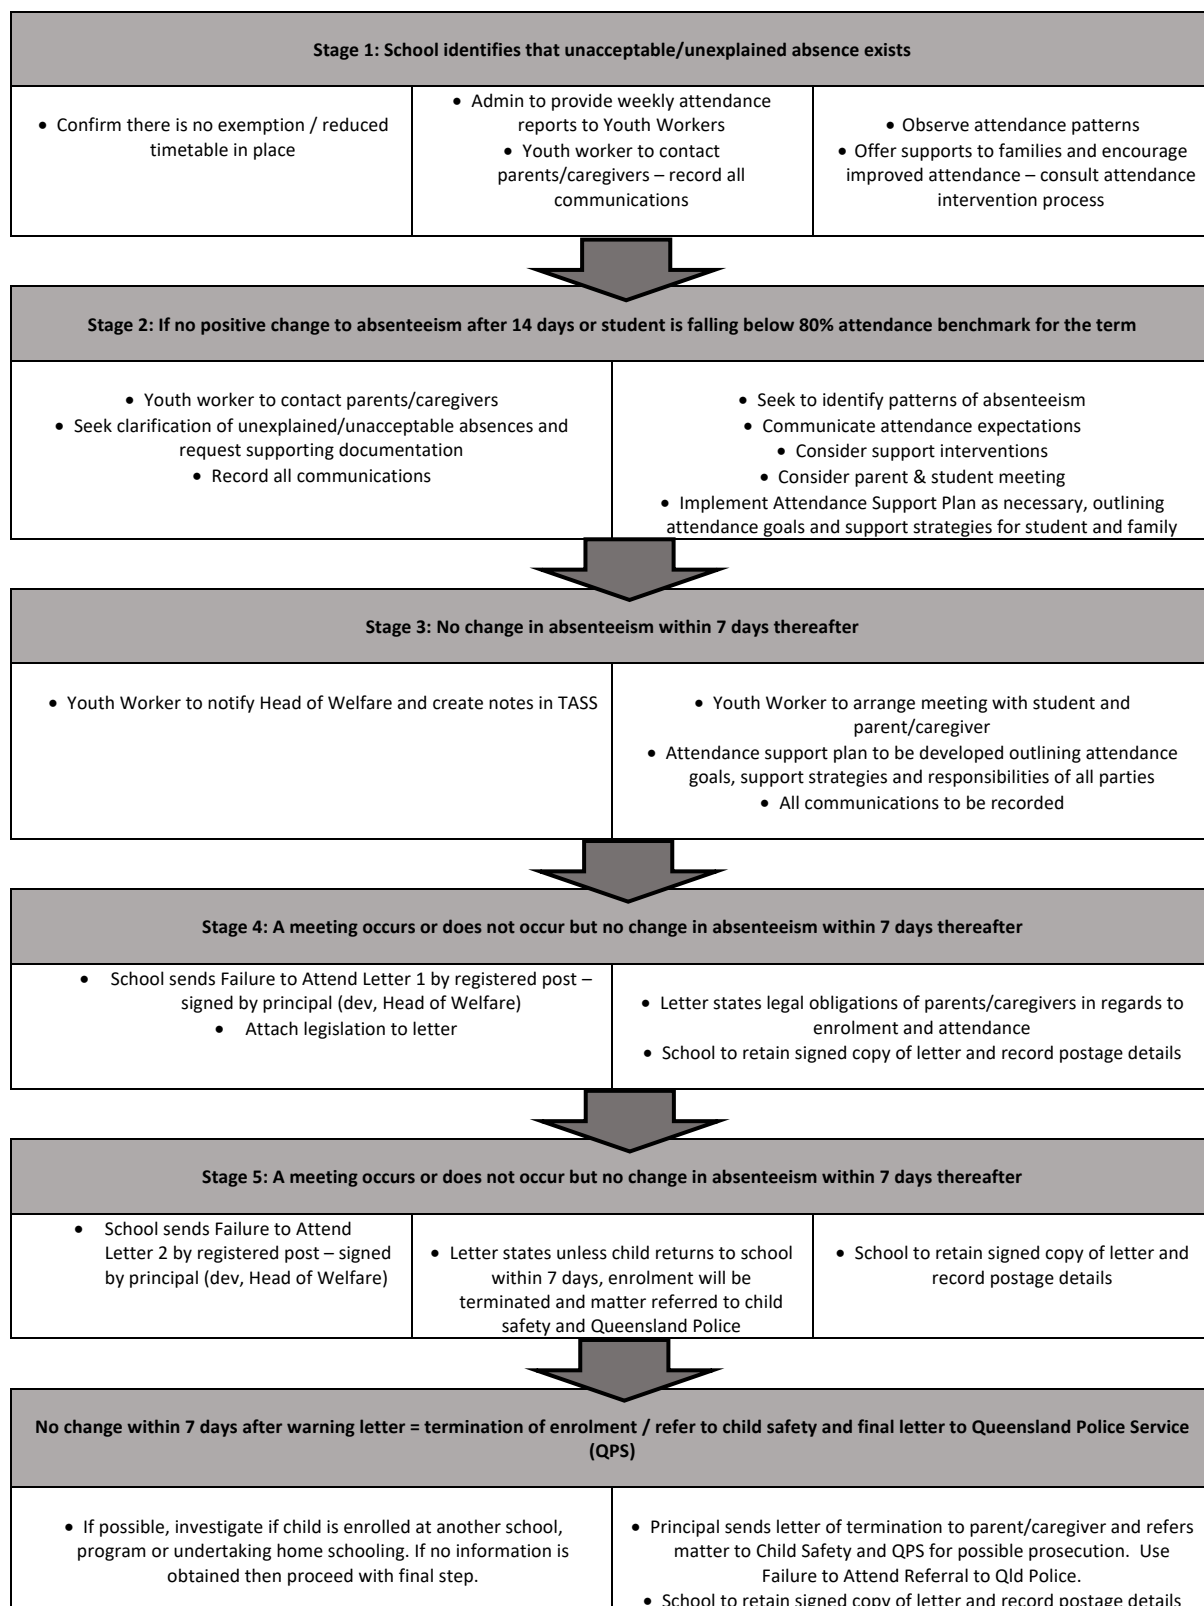 Stage 1: School identifies that unacceptable/unexplained absence exists
• Confirm there is no exemption / reduced
timetable in place
• Admin to provide weekly attendance
reports to Youth Workers
• Youth worker to contact
parents/caregivers – record all
communications
• Observe attendance patterns
• Offer supports to families and encourage
improved attendance – consult attendance
intervention process
Stage 2: If no positive change to absenteeism after 14 days or student is falling below 80% attendance benchmark for the term
• Youth worker to contact parents/caregivers
• Seek clarification of unexplained/unacceptable absences and
request supporting documentation
• Record all communications
• Seek to identify patterns of absenteeism
• Communicate attendance expectations
• Consider support interventions
• Consider parent & student meeting
• Implement Attendance Support Plan as necessary, outlining
attendance goals and support strategies for student and family
Stage 3: No change in absenteeism within 7 days thereafter
• Youth Worker to notify Head of Welfare and create notes in TASS
• Youth Worker to arrange meeting with student and
parent/caregiver
• Attendance support plan to be developed outlining attendance
goals, support strategies and responsibilities of all parties
• All communications to be recorded
Stage 4: A meeting occurs or does not occur but no change in absenteeism within 7 days thereafter
• School sends Failure to Attend Letter 1 by registered post –
signed by principal (dev, Head of Welfare)
• Attach legislation to letter
• Letter states legal obligations of parents/caregivers in regards to
enrolment and attendance
• School to retain signed copy of letter and record postage details
Stage 5: A meeting occurs or does not occur but no change in absenteeism within 7 days thereafter
• School sends Failure to Attend
Letter 2 by registered post – signed
by principal (dev, Head of Welfare)
• Letter states unless child returns to school
within 7 days, enrolment will be
terminated and matter referred to child
safety and Queensland Police
• School to retain signed copy of letter and
record postage details
No change within 7 days after warning letter = termination of enrolment / refer to child safety and final letter to Queensland Police Service
(QPS)
• If possible, investigate if child is enrolled at another school,
program or undertaking home schooling. If no information is
obtained then proceed with final step.
• Principal sends letter of termination to parent/caregiver and refers
matter to Child Safety and QPS for possible prosecution. Use
Failure to Attend Referral to Qld Police.
• School to retain signed copy of letter and record postage details